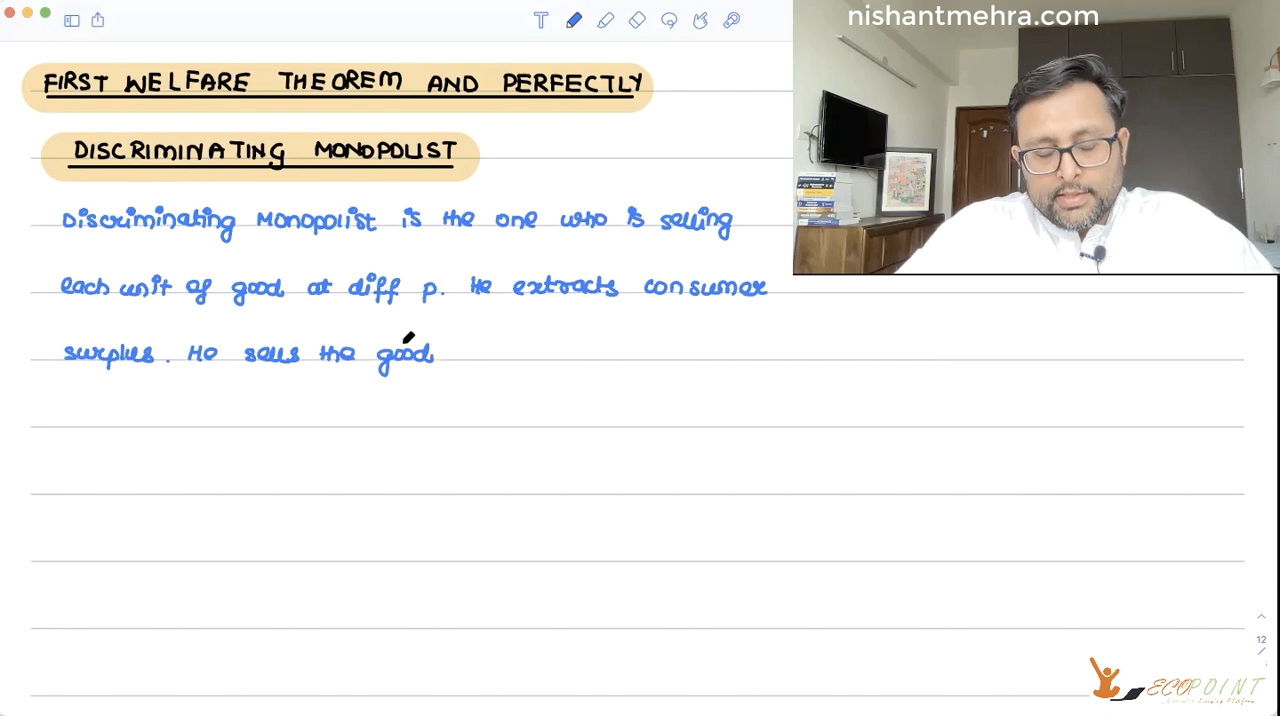 nishantmehra.com
FIRST WELFARE THEOREM AND PERFECTLY
DISCRIMINATING MONOPOLIST
Discriminating Monopolist is the one who is selling
each unit of good at diff p. He extracts consumer
surplus. He sells the good
12
ECOPOINT